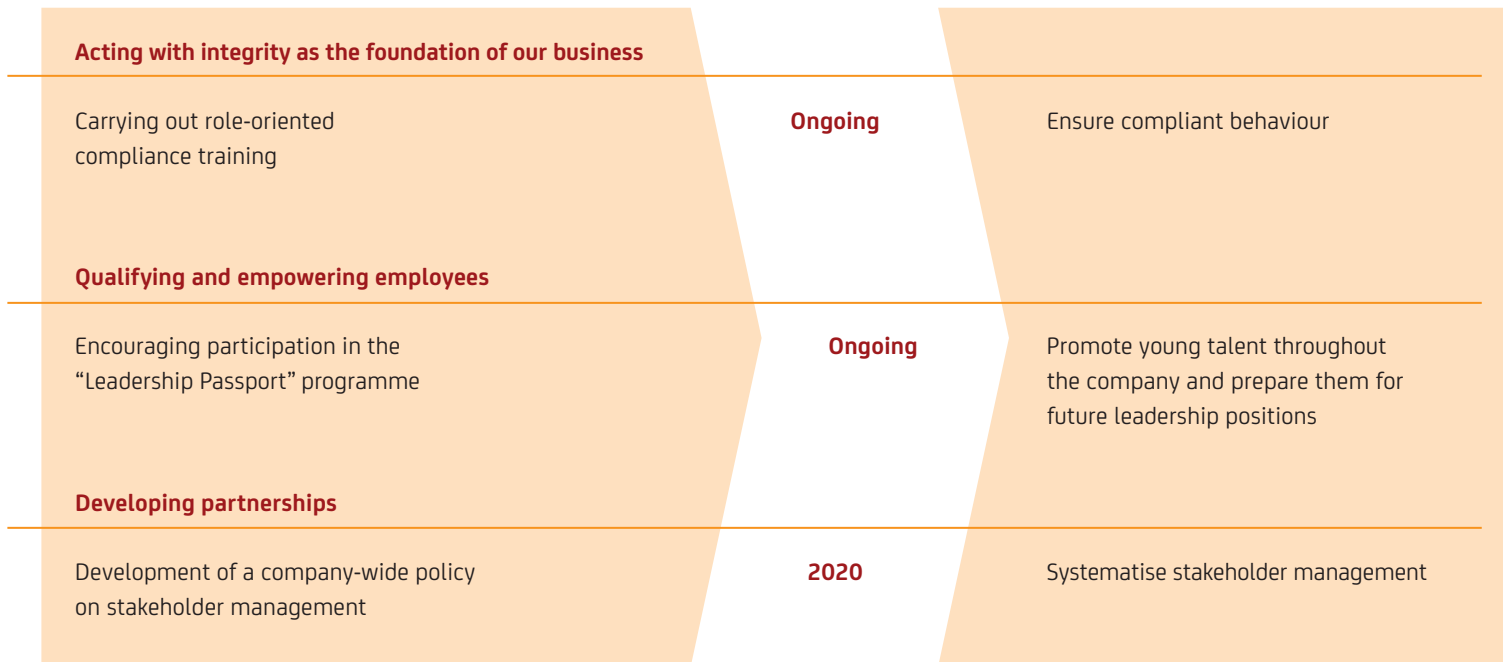 Acting with integrity as the foundation of our business
Carrying out role-oriented
compliance training
Ongoing
Ensure compliant behaviour
Qualifying and empowering employees
Encouraging participation in the
“Leadership Passport” programme
Ongoing
Promote young talent throughout
the company and prepare them for
future leadership positions
Developing partnerships
Development of a company-wide policy
on stakeholder management
2020
Systematise stakeholder management